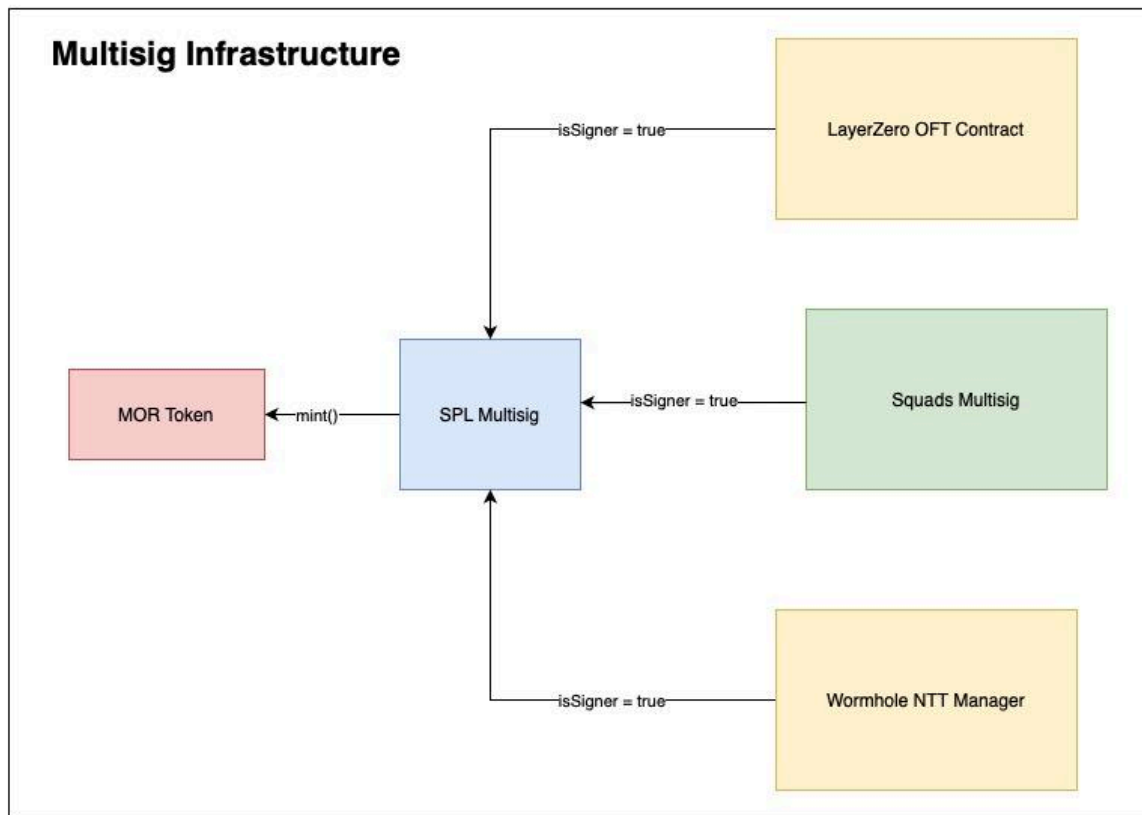 Multisig Infrastructure
LayerZero OFT Contract
isSigner = true
Squads Multisig
isSigner = true
SPL Multisig
mint()
MOR Token
isSigner = true
Wormhole NTT Manager